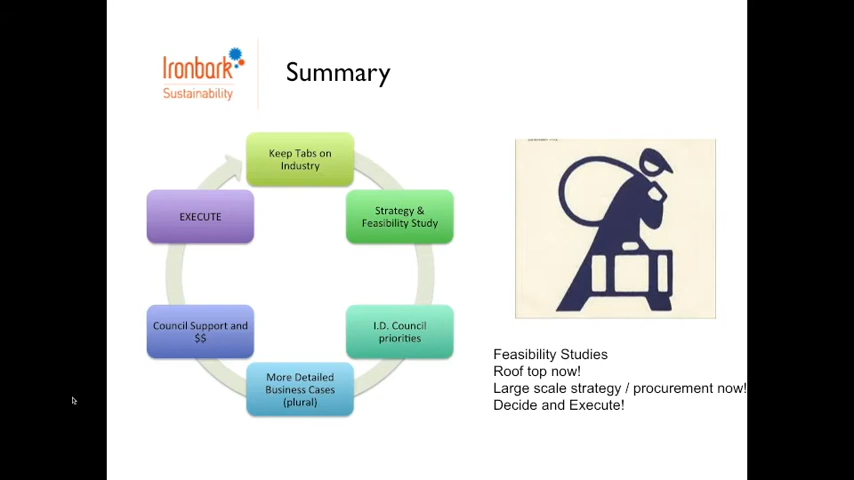 Ironbark
Sustainability
Summary
Keep Tabs on
Industry
Strategy &
Feasibility Study
I.D. Council
priorities
More Detailed
Business Cases
(plural)
Council Support and
$$
EXECUTE
Feasibility Studies
Roof top now!
Large scale strategy / procurement now!
Decide and Execute!